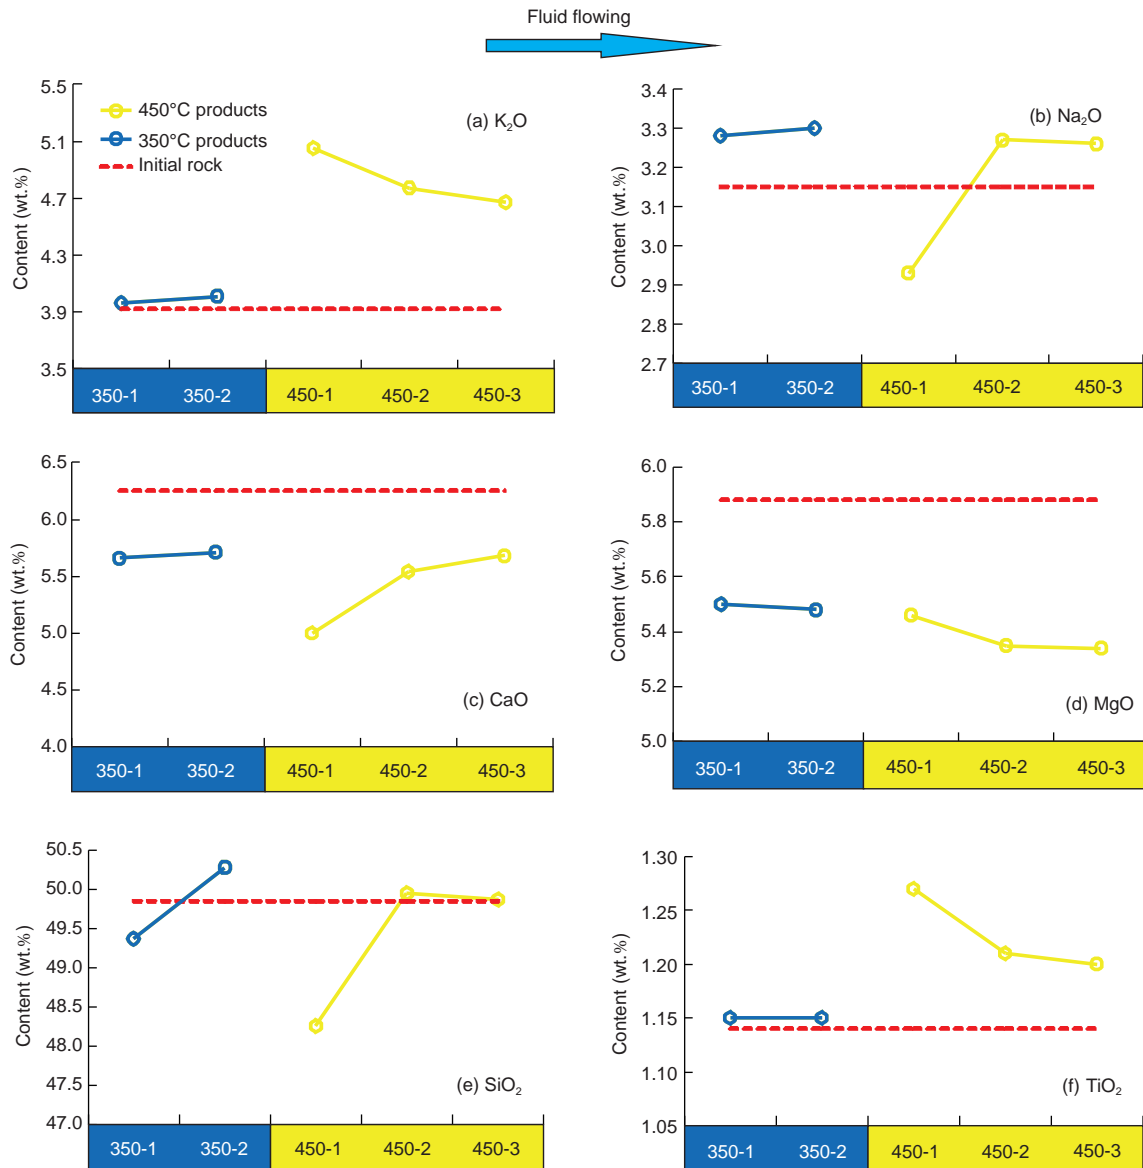 Fluid flowing
5.5
5.1
4.7
4.3
3.9
3.5
Content (wt.%)
450°C products
350°C products
Initial rock
(a) K₂O
350-1 350-2 450-1 450-2 450-3
3.4
3.3
3.2
3.1
3.0
2.9
2.8
2.7
Content (wt.%)
(b) Na₂O
350-1 350-2 450-1 450-2 450-3
6.5
6.0
5.5
5.0
4.5
4.0
Content (wt.%)
(c) CaO
350-1 350-2 450-1 450-2 450-3
6.0
5.8
5.6
5.4
5.2
5.0
Content (wt.%)
(d) MgO
350-1 350-2 450-1 450-2 450-3
50.5
50.0
49.5
49.0
48.5
48.0
47.5
47.0
Content (wt.%)
(e) SiO₂
350-1 350-2 450-1 450-2 450-3
1.30
1.25
1.20
1.15
1.10
1.05
Content (wt.%)
(f) TiO₂
350-1 350-2 450-1 450-2 450-3